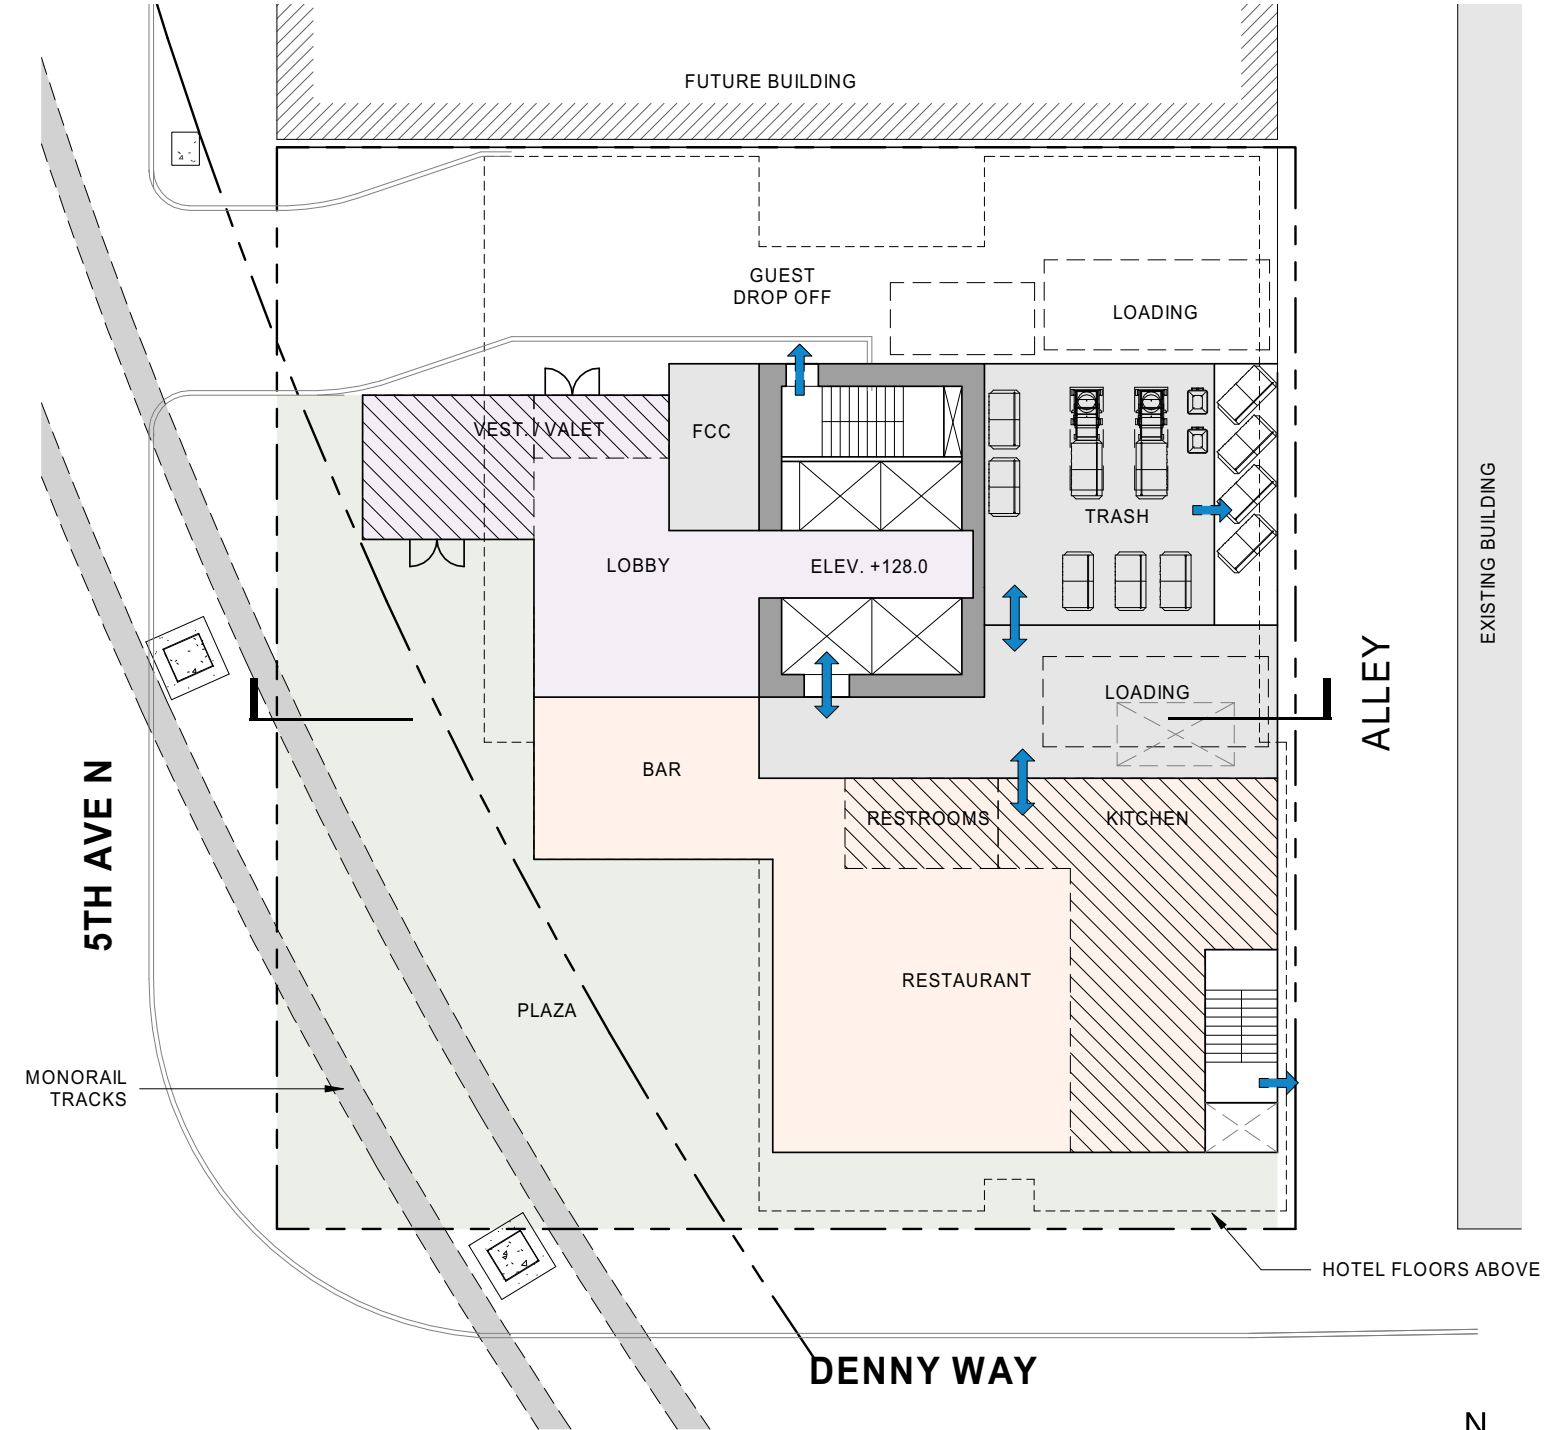 FUTURE BUILDING
GUEST
DROP OFF
LOADING
VEST. / VALET
FCC
TRASH
LOBBY
ELEV. +128.0
EXISTING BUILDING
LOADING
ALLEY
BAR
5TH AVE N
RESTROOMS
KITCHEN
RESTAURANT
PLAZA
MONORAIL
TRACKS
HOTEL FLOORS ABOVE
DENNY WAY
N